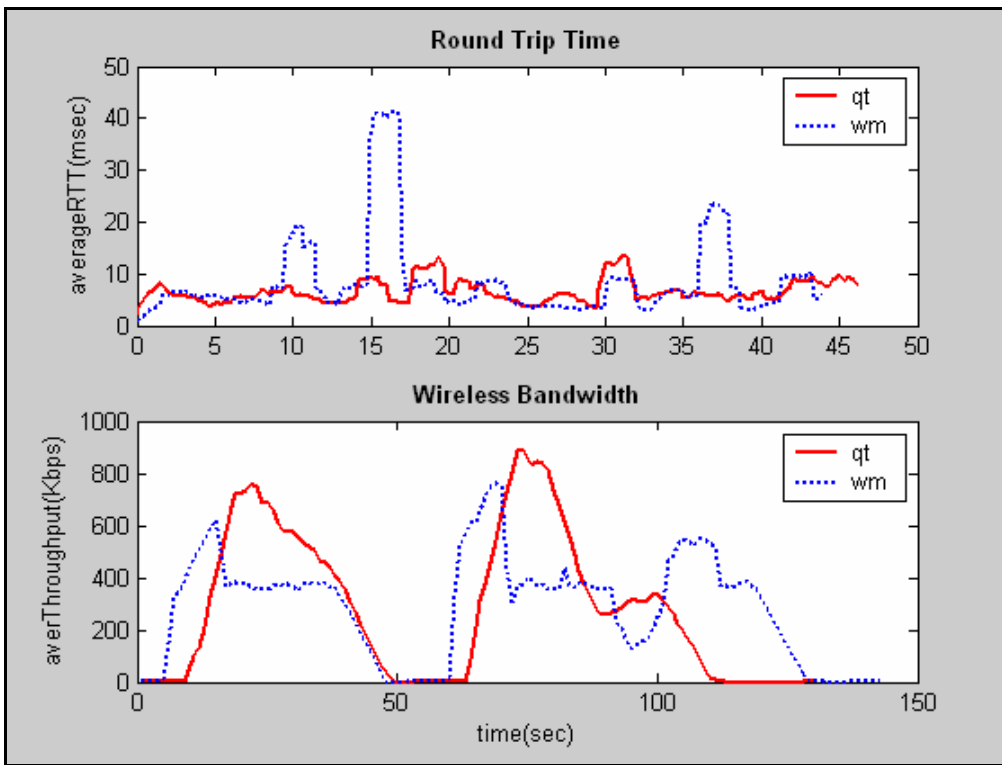 Round Trip Time
averageRTT(msec)
50
40
30
20
10
0
qt
wm
0 5 10 15 20 25 30 35 40 45 50
Wireless Bandwidth
averThroughput(Kbps)
1000
800
600
400
200
0
qt
wm
0 50 100 150
time(sec)